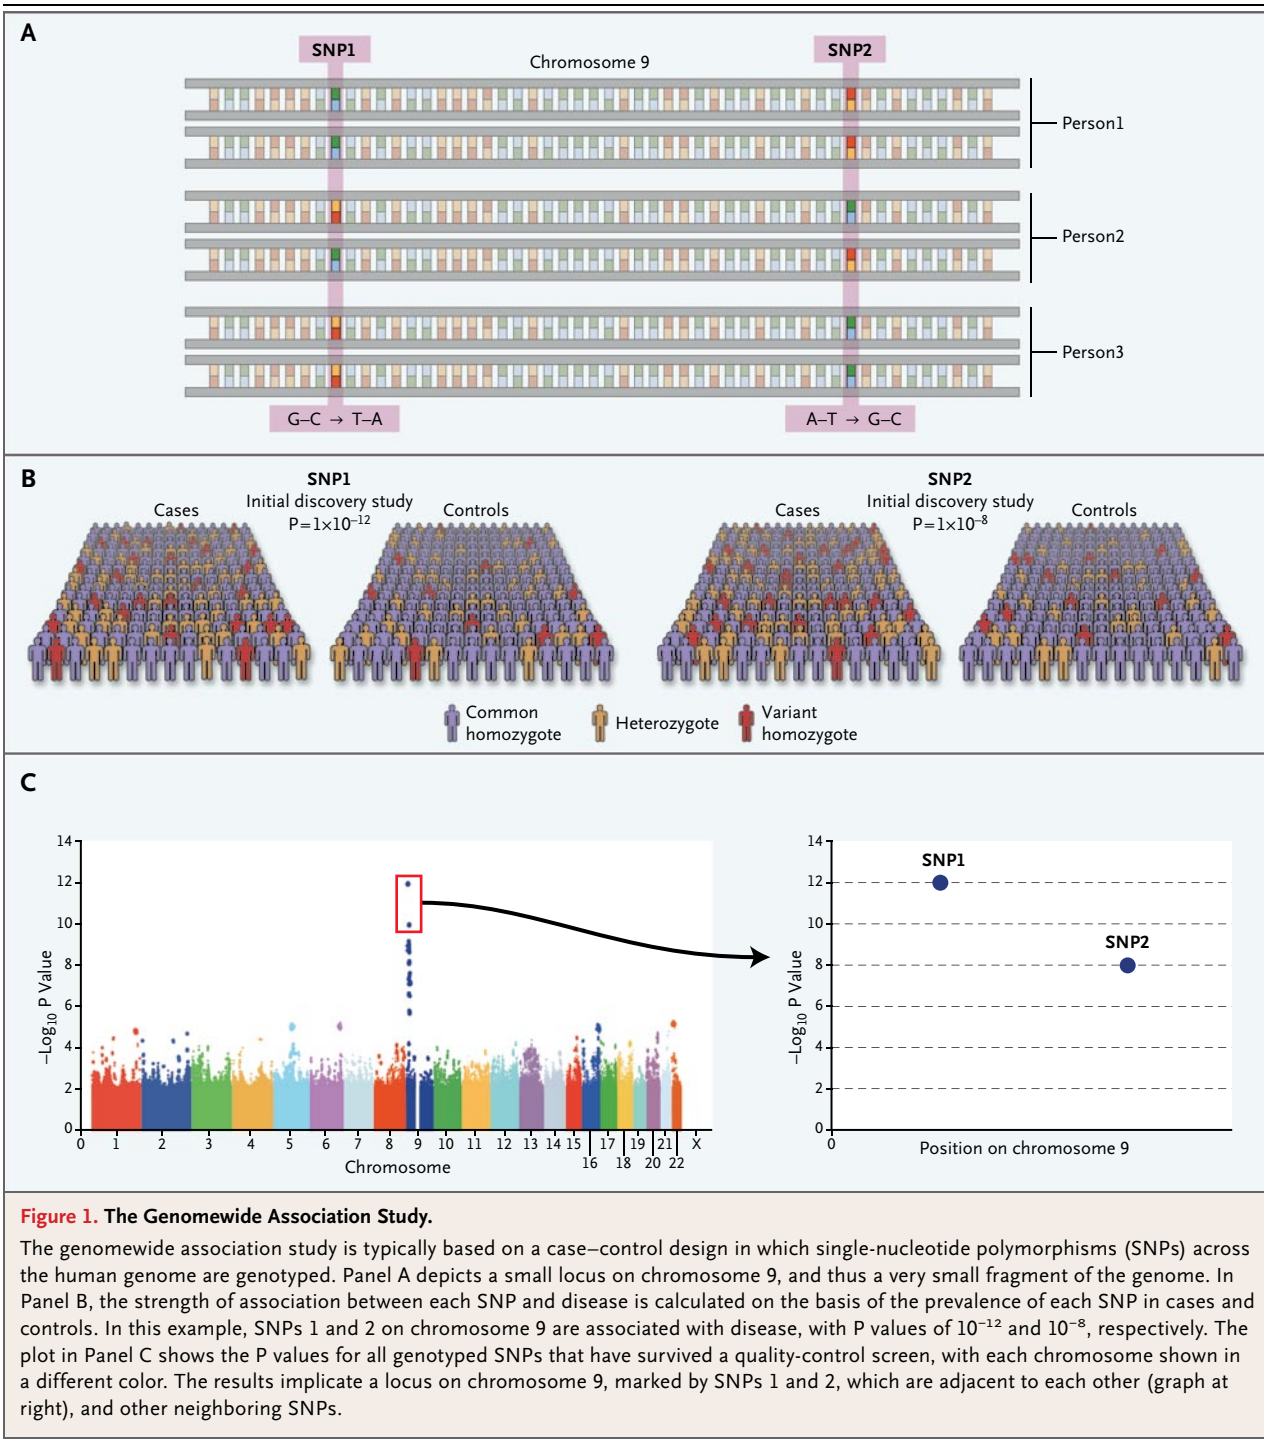 A
SNP1
SNP2
Chromosome 9
Person1
Person2
Person3
G–C → T–A
A–T → G–C
B
SNP1
Initial discovery study
P=1×10⁻¹²
Cases
Controls
SNP2
Initial discovery study
P=1×10⁻⁸
Cases
Controls
Common
homozygote
Heterozygote
Variant
homozygote
C
14
12
10
8
6
4
2
0
–Log₁₀ P Value
0 1 2 3 4 5 6 7 8 9 10 11 12 13 14 15 17 19 21 X
16 18 20 22
Chromosome
14
12
10
8
6
4
2
0
–Log₁₀ P Value
SNP1
SNP2
0
Position on chromosome 9
Figure 1. The Genomewide Association Study.
The genomewide association study is typically based on a case–control design in which single-nucleotide polymorphisms (SNPs) across
the human genome are genotyped. Panel A depicts a small locus on chromosome 9, and thus a very small fragment of the genome. In
Panel B, the strength of association between each SNP and disease is calculated on the basis of the prevalence of each SNP in cases and
controls. In this example, SNPs 1 and 2 on chromosome 9 are associated with disease, with P values of 10⁻¹² and 10⁻⁸, respectively. The
plot in Panel C shows the P values for all genotyped SNPs that have survived a quality-control screen, with each chromosome shown in
a different color. The results implicate a locus on chromosome 9, marked by SNPs 1 and 2, which are adjacent to each other (graph at
right), and other neighboring SNPs.